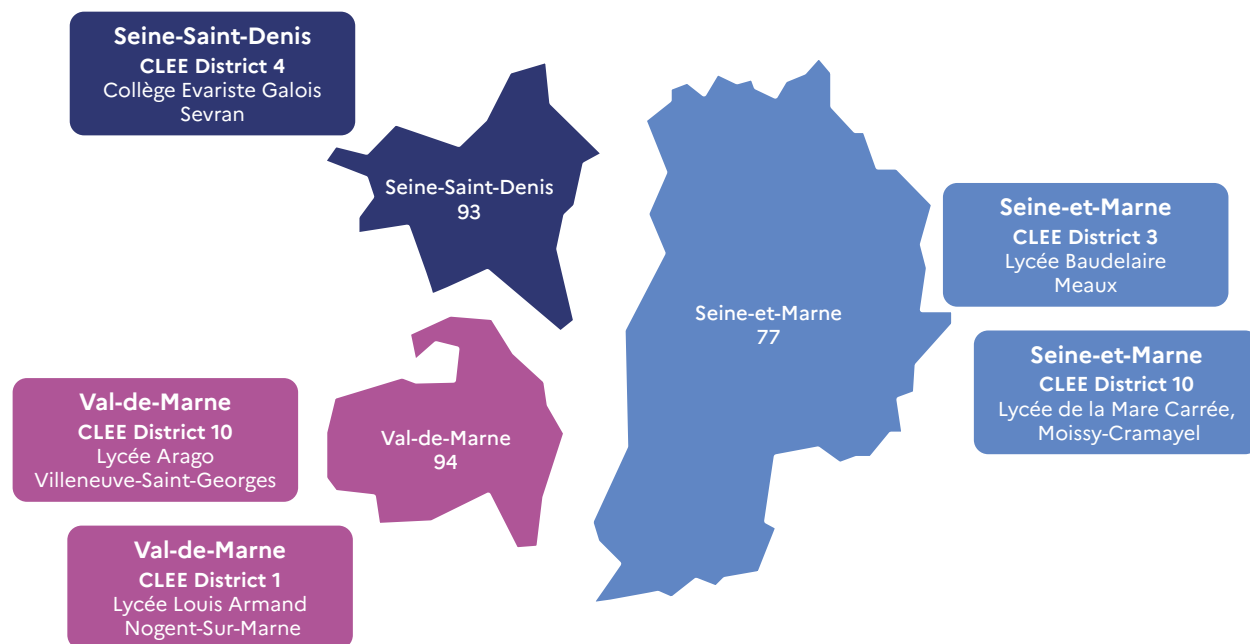 Seine-Saint-Denis
CLEE District 4
Collège Evariste Galois
Sevran
Seine-Saint-Denis
93
Seine-et-Marne
CLEE District 3
Lycée Baudelaire
Meaux
Seine-et-Marne
77
Seine-et-Marne
CLEE District 10
Lycée de la Mare Carrée,
Moissy-Cramayel
Val-de-Marne
CLEE District 10
Lycée Arago
Villeneuve-Saint-Georges
Val-de-Marne
94
Val-de-Marne
CLEE District 1
Lycée Louis Armand
Nogent-Sur-Marne